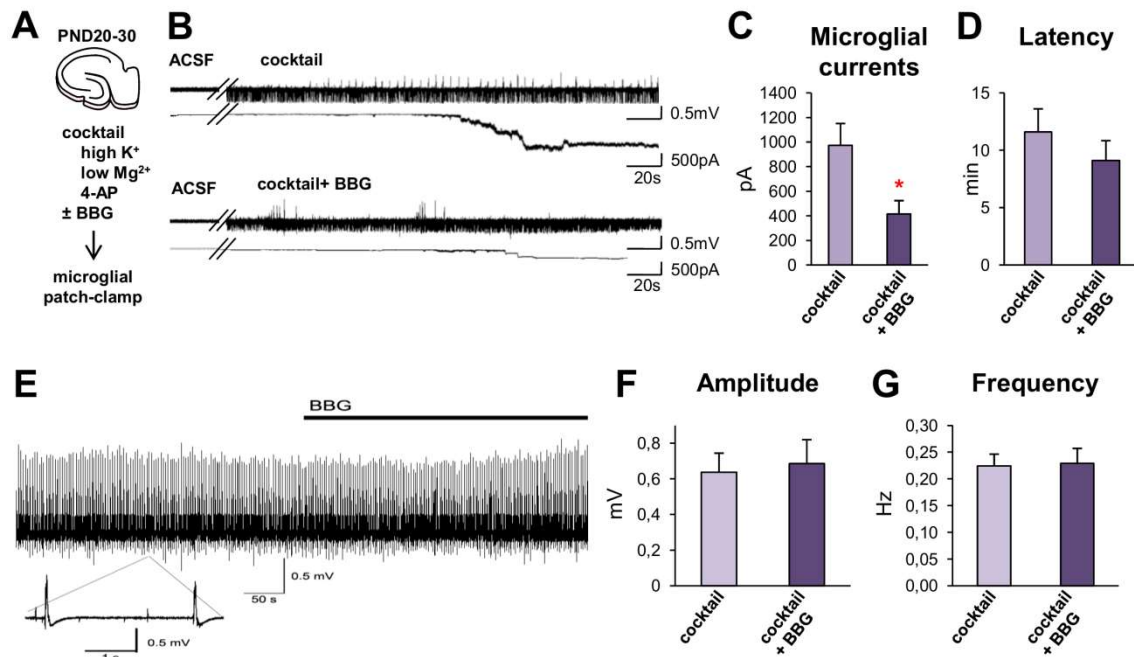 A
PND20-30
cocktail
high K⁺
low Mg²⁺
4-AP
± BBG
microglial
patch-clamp
B
ACSF
cocktail
0.5mV
500pA
20s
ACSF
cocktail+ BBG
0.5mV
500pA
20s
C
Microglial
currents
1400
1200
1000
800
600
400
200
0
pA
*
cocktail
cocktail
+ BBG
D
Latency
15
10
5
0
min
cocktail
cocktail
+ BBG
E
BBG
0.5 mV
50 s
0.5 mV
1 s
F
Amplitude
0,8
0,6
0,4
0,2
0
mV
cocktail
cocktail
+ BBG
G
Frequency
0,30
0,25
0,20
0,15
0,10
0,05
0,00
Hz
cocktail
cocktail
+ BBG